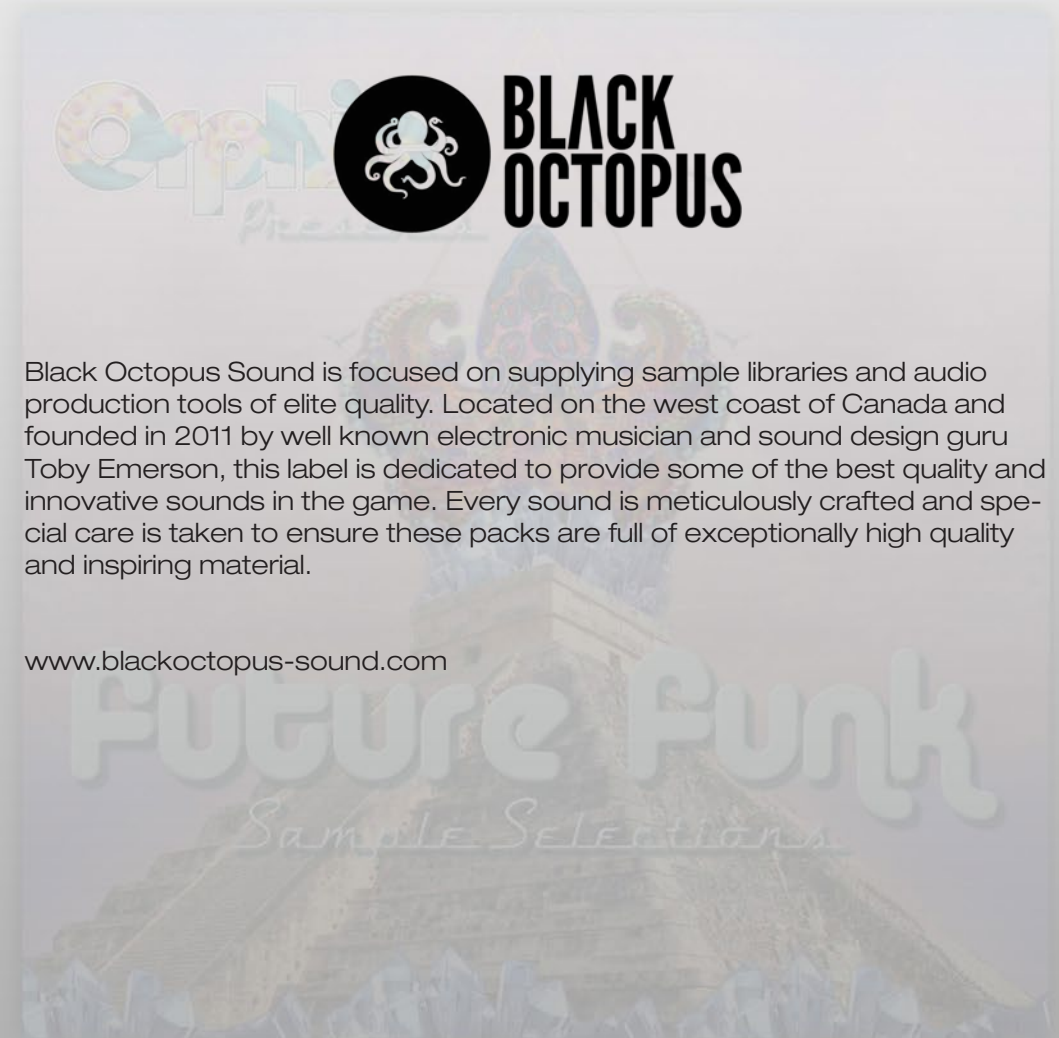 Orphi
Presents
BLACK
OCTOPUS
Black Octopus Sound is focused on supplying sample libraries and audio
production tools of elite quality. Located on the west coast of Canada and
founded in 2011 by well known electronic musician and sound design guru
Toby Emerson, this label is dedicated to provide some of the best quality and
innovative sounds in the game. Every sound is meticulously crafted and spe-
cial care is taken to ensure these packs are full of exceptionally high quality
and inspiring material.
www.blackoctopus-sound.com
Future Funk
Sample Selections